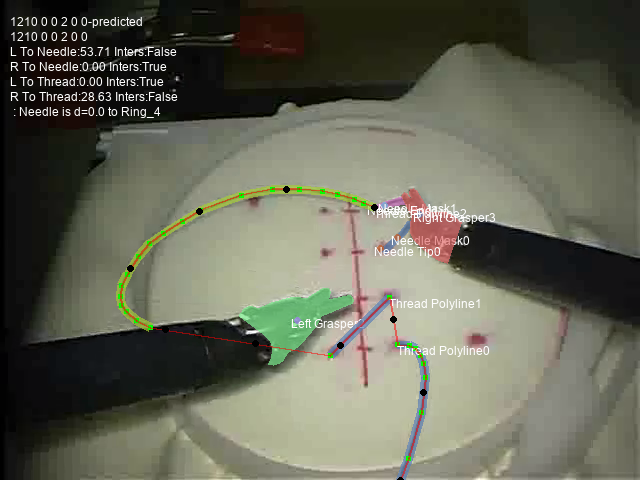 1210 0 0 2 0 0-predicted
1210 0 0 2 0 0
L To Needle:53.71 Inters:False
R To Needle:0.00 Inters:True
L To Thread:0.00 Inters:True
R To Thread:28.63 Inters:False
: Needle is d=0.0 to Ring_4
Needle Mask1
Right Grasper3
Needle Mask0
Needle Tip0
Thread Polyline1
Left Grasper
Thread Polyline0